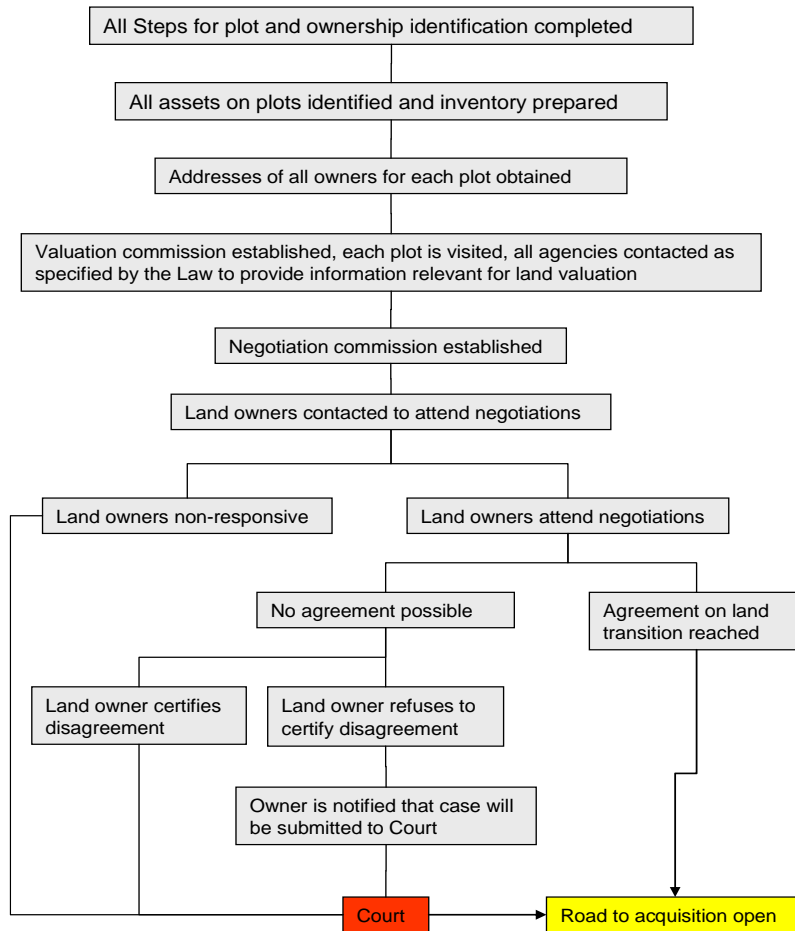 All Steps for plot and ownership identification completed
All assets on plots identified and inventory prepared
Addresses of all owners for each plot obtained
Valuation commission established, each plot is visited, all agencies contacted as
specified by the Law to provide information relevant for land valuation
Negotiation commission established
Land owners contacted to attend negotiations
Land owners non-responsive
Land owners attend negotiations
No agreement possible
Agreement on land
transition reached
Land owner certifies
disagreement
Land owner refuses to
certify disagreement
Owner is notified that case will
be submitted to Court
Court
Road to acquisition open